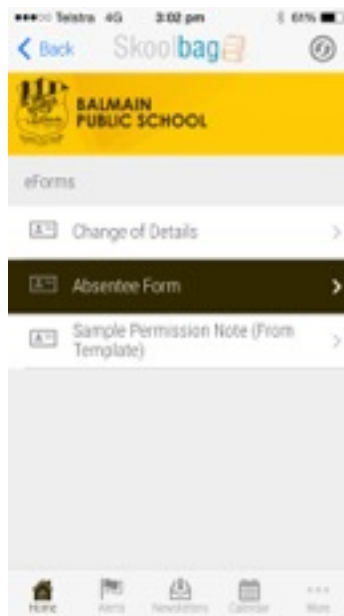 Telstra 4G 3:02 pm 61%
Back Skoolbag
BALMAIN
PUBLIC SCHOOL
eForms
Change of Details
Absentee Form
Sample Permission Note (From
Template)
Home Alerts Newsletters Calendar More